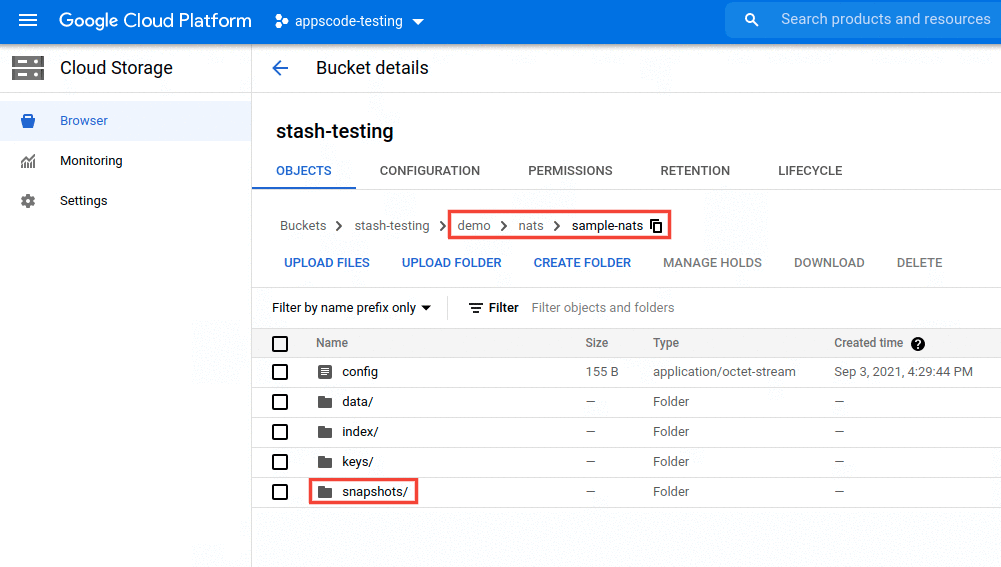 Google Cloud Platform appscode-testing Search products and resources
Cloud Storage Bucket details
Browser
Monitoring
Settings
stash-testing
OBJECTS CONFIGURATION PERMISSIONS RETENTION LIFECYCLE
Buckets stash-testing demo nats sample-nats
UPLOAD FILES UPLOAD FOLDER CREATE FOLDER MANAGE HOLDS DOWNLOAD DELETE
Filter by name prefix only Filter Filter objects and folders
Name Size Type Created time ?
config 155 B application/octet-stream Sep 3, 2021, 4:29:44 PM
data/ — Folder —
index/ — Folder —
keys/ — Folder —
snapshots/ — Folder —